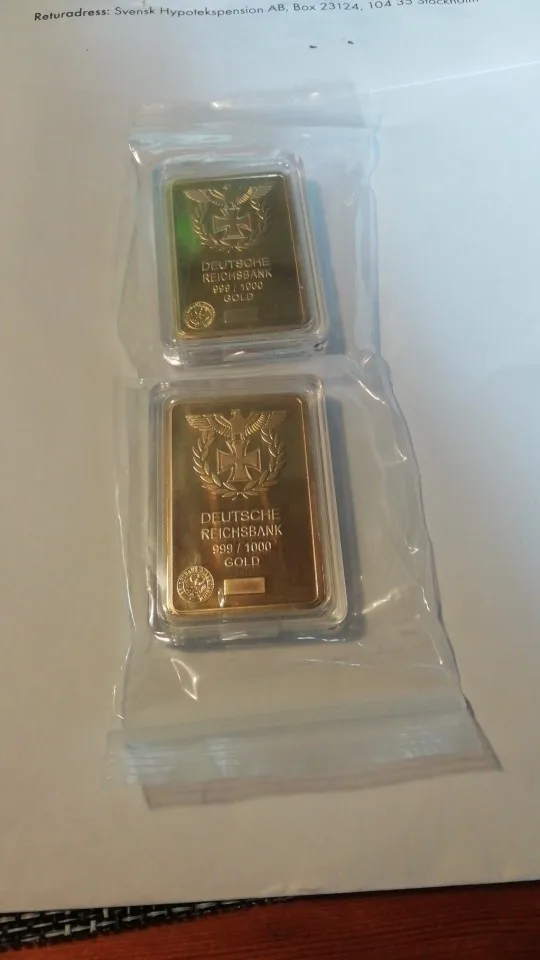 Returadress: Svensk Hypotekspension AB, Box 23124, 104 35 Stockholm
DEUTSCHE
REICHSBANK
999 / 1000
GOLD
DEUTSCHE
REICHSBANK
999 / 1000
GOLD